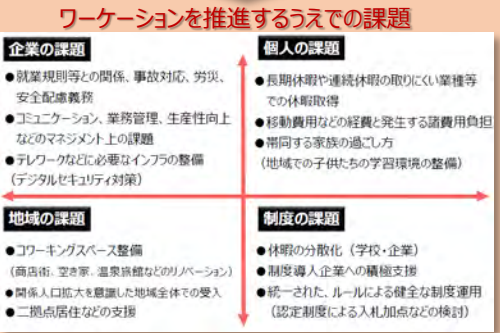 ワーケーションを推進するうえでの課題
企業の課題
●就業規則等との関係、事故対応、労災、
安全配慮義務
●コミュニケーション、業務管理、生産性向上
などのマネジメント上の課題
●テレワークなどに必要なインフラの整備
(デジタルセキュリティ対策)
個人の課題
●長期休暇や連続休暇の取りにくい業種等
での休暇取得
●移動費用などの経費と発生する諸費用負担
●帯同する家族の過ごし方
(地域での子供たちの学習環境の整備)
地域の課題
●コワーキングスペース整備
(商店街、空き家、温泉旅館などのリノベーション)
●関係人口拡大を意識した地域全体での受入
●二拠点居住などの支援
制度の課題
●休暇の分散化(学校・企業)
●制度導入企業への積極支援
●統一された、ルールによる健全な制度運用
(認定制度による入札加点などの検討)